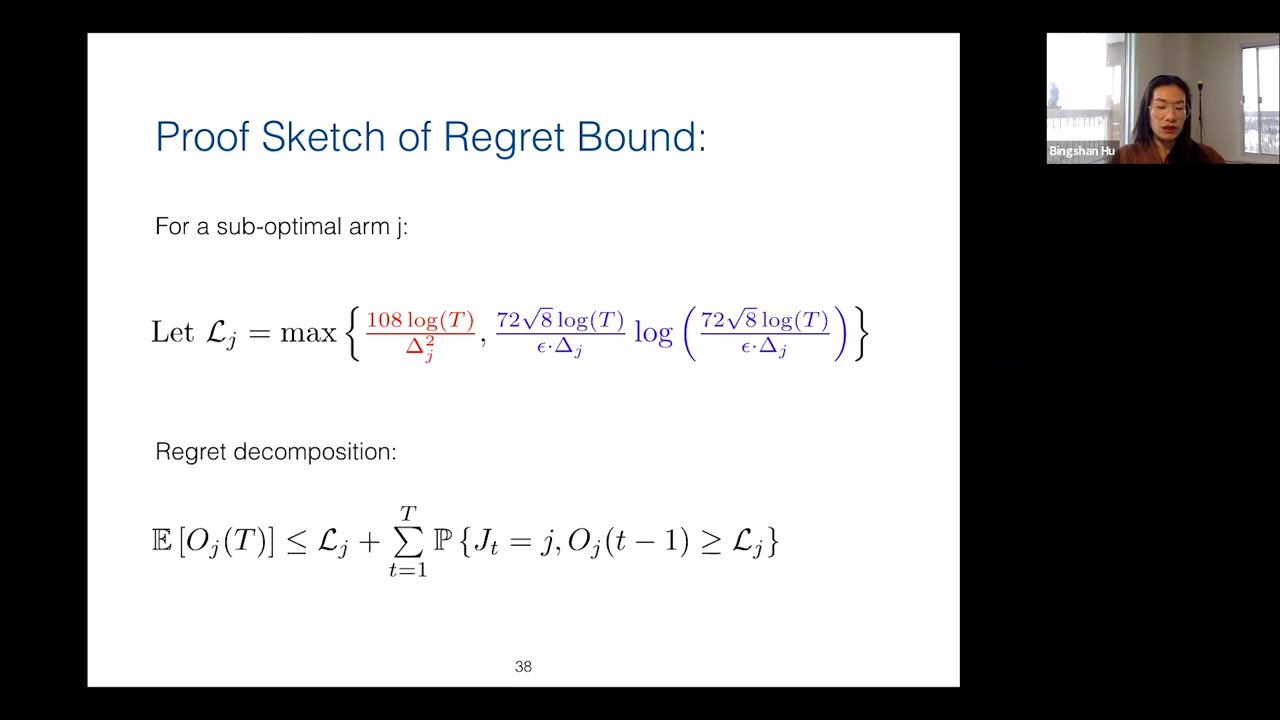 Proof Sketch of Regret Bound:
For a sub-optimal arm j:
Let ℒ_j = max { 108 log(T) / Δ_j^2 , 72√8 log(T) / ϵ·Δ_j log ( 72√8 log(T) / ϵ·Δ_j ) }
Regret decomposition:
𝔼 [O_j(T)] ≤ ℒ_j + ∑_{t=1}^{T} ℙ {J_t = j, O_j(t − 1) ≥ ℒ_j}
38
Bingshan Hu